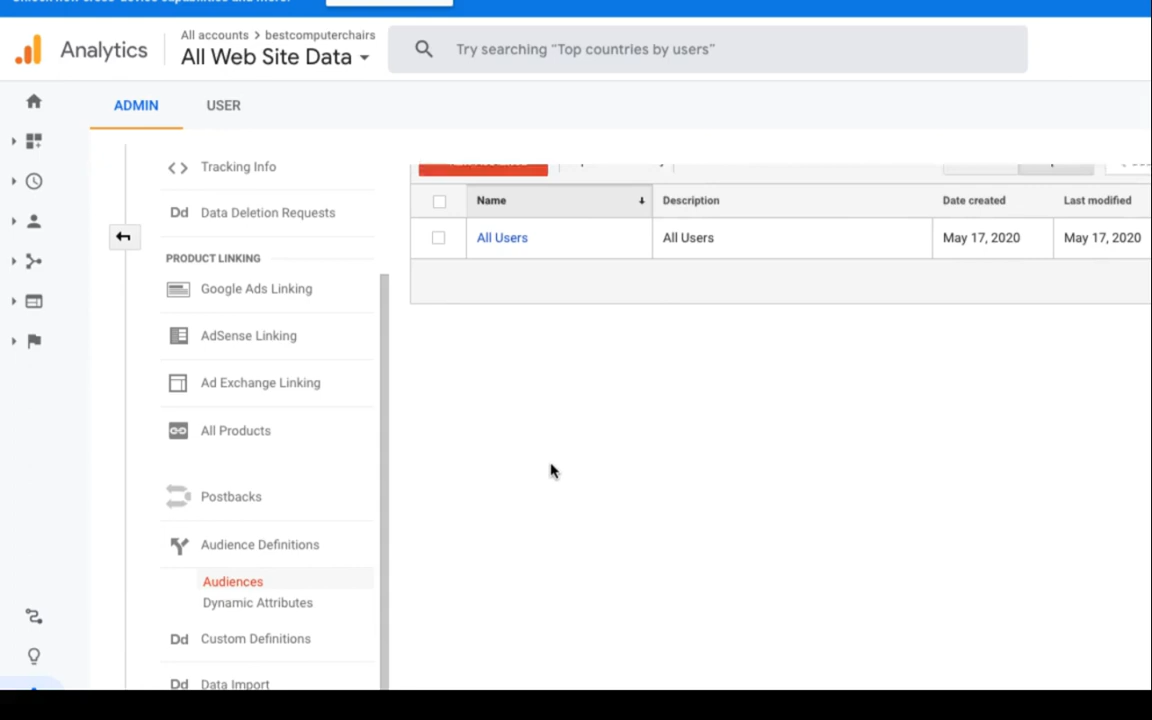 All accounts > bestcomputerchairs
Analytics
All Web Site Data
Try searching "Top countries by users"
ADMIN
USER
Tracking Info
Dd Data Deletion Requests
PRODUCT LINKING
Google Ads Linking
AdSense Linking
Ad Exchange Linking
All Products
Postbacks
Audience Definitions
Audiences
Dynamic Attributes
Dd Custom Definitions
Dd Data Import
Name Description Date created Last modified
All Users All Users May 17, 2020 May 17, 2020